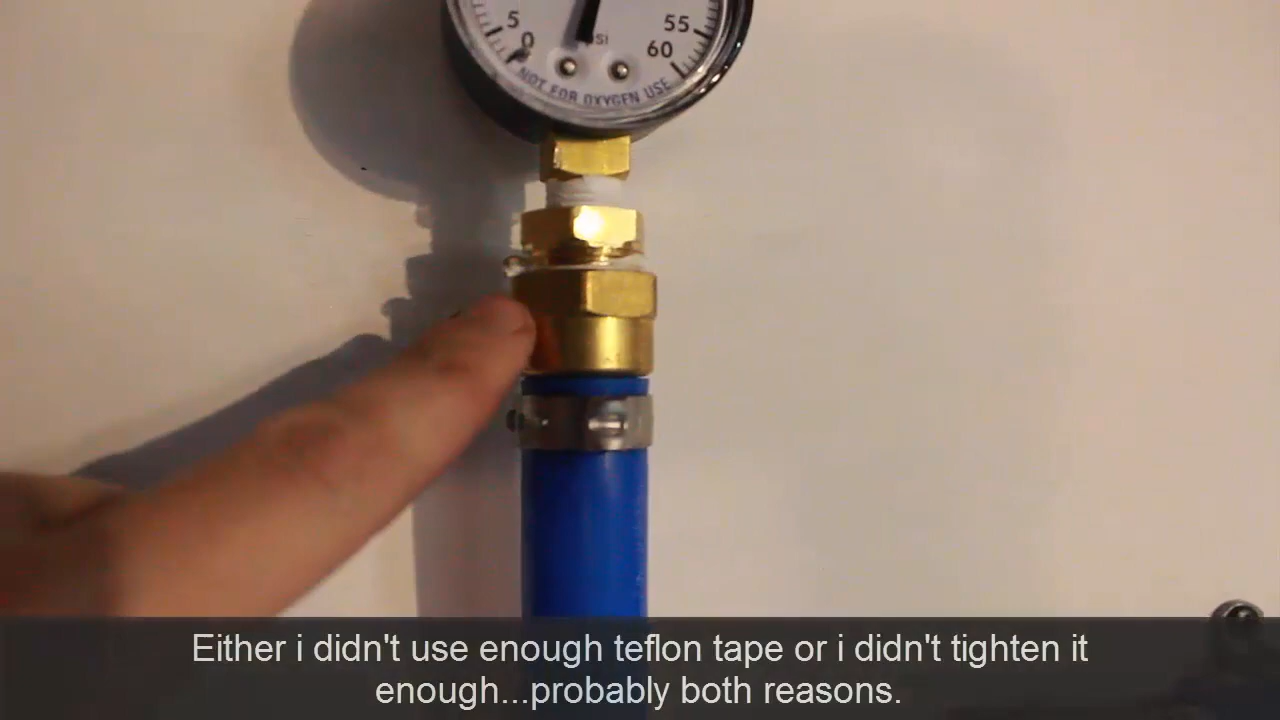 5 55
0 PSI 60
NOT FOR OXYGEN USE
Either i didn't use enough teflon tape or i didn't tighten it
enough...probably both reasons.